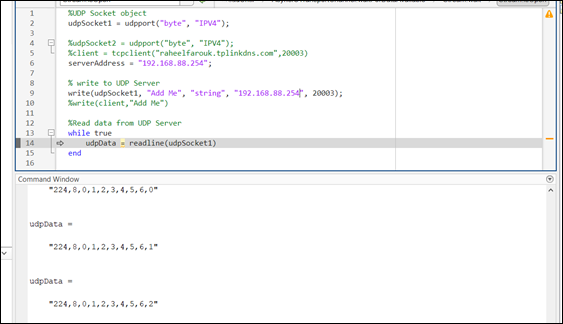 1 %UDP Socket object
2 udpSocket1 = udpport("byte", "IPV4");
3
4 %udpSocket2 = udpport("byte", "IPV4");
5 %client = tcpclient("raheelfarouk.tplinkdns.com",20003)
6 serverAddress = "192.168.88.254";
7
8 % write to UDP Server
9 write(udpSocket1, "Add Me", "string", "192.168.88.254", 20003);
10 %write(client,"Add Me")
11
12 %Read data from UDP Server
13 while true
14 udpData = readline(udpSocket1)
15 end
16
Command Window
"224,8,0,1,2,3,4,5,6,0"
udpData =
"224,8,0,1,2,3,4,5,6,1"
udpData =
"224,8,0,1,2,3,4,5,6,2"